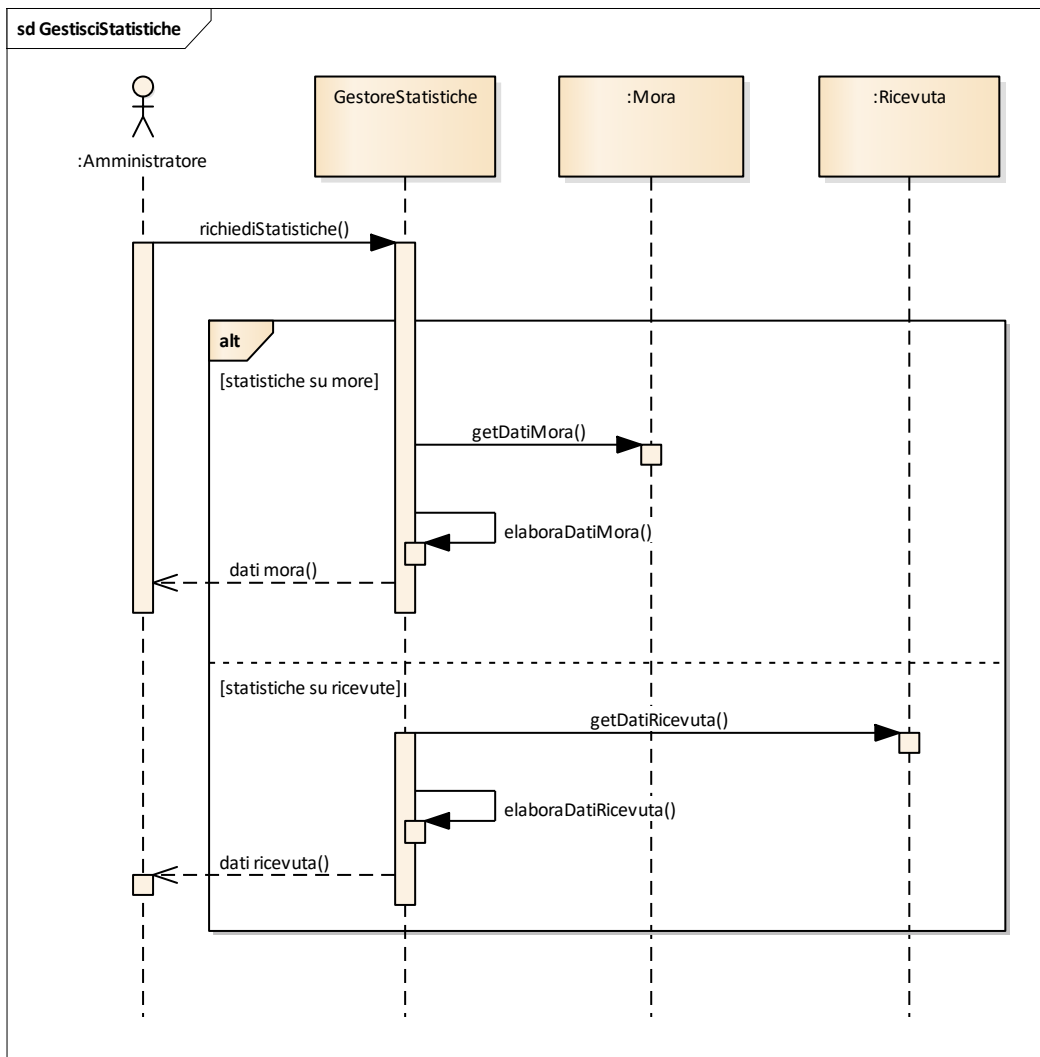 sd GestisciStatistiche
:Amministratore
GestoreStatistiche
:Mora
:Ricevuta
richiediStatistiche()
alt
[statistiche su more]
getDatiMora()
elaboraDatiMora()
dati mora()
[statistiche su ricevute]
getDatiRicevuta()
elaboraDatiRicevuta()
dati ricevuta()